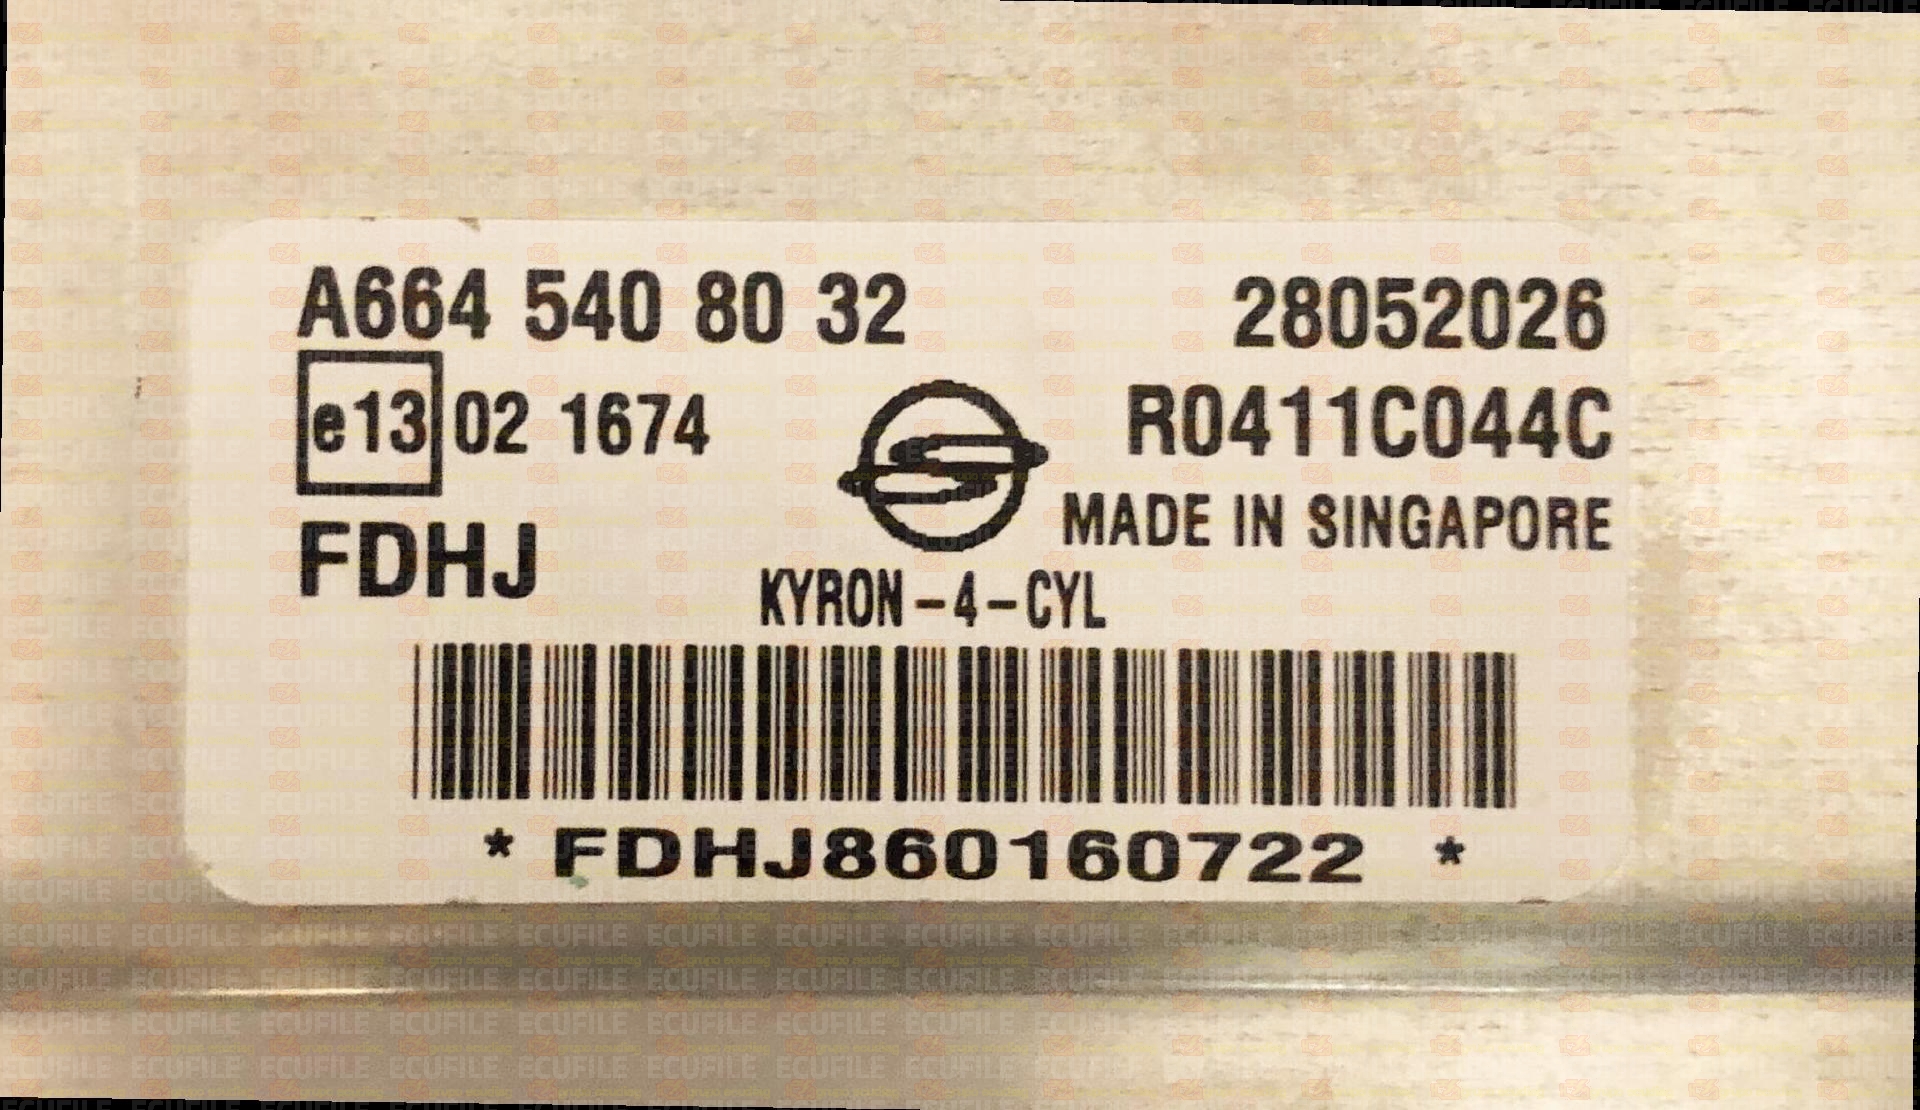 A664 540 80 32 28052026
e13 02 1674 R0411C044C
MADE IN SINGAPORE
FDHJ
KYRON-4-CYL
* FDHJ860160722 *